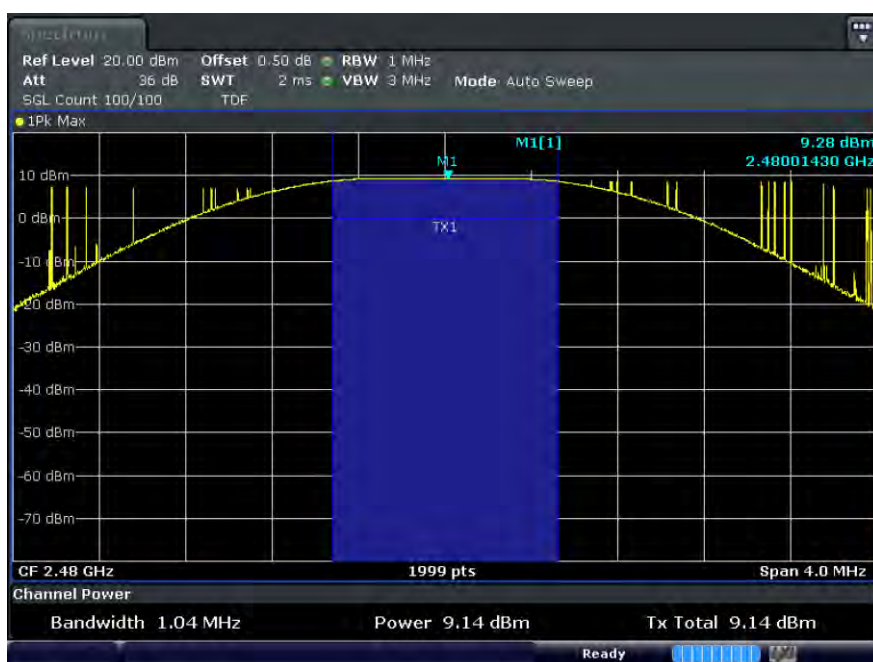 Spectrum
Ref Level 20.00 dBm Offset 0.50 dB RBW 1 MHz
Att 36 dB SWT 2 ms VBW 3 MHz Mode Auto Sweep
SGL Count 100/100 TDF
1Pk Max
M1[1] 9.28 dBm
2.48001430 GHz
M1
10 dBm
0 dBm
TX1
-10 dBm
-20 dBm
-30 dBm
-40 dBm
-50 dBm
-60 dBm
-70 dBm
CF 2.48 GHz 1999 pts Span 4.0 MHz
Channel Power
Bandwidth 1.04 MHz Power 9.14 dBm Tx Total 9.14 dBm
Ready